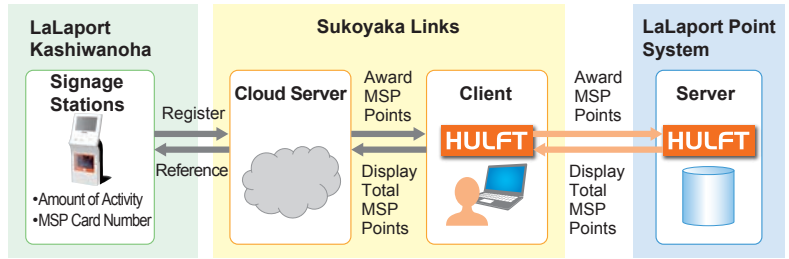 LaLaport
Kashiwanoha
Signage
Stations
•Amount of Activity
•MSP Card Number
Register
Reference
Sukoyaka Links
Cloud Server
Award
MSP
Points
Display
Total
MSP
Points
Client
HULFT
Award
MSP
Points
Display
Total
MSP
Points
LaLaport Point
System
Server
HULFT